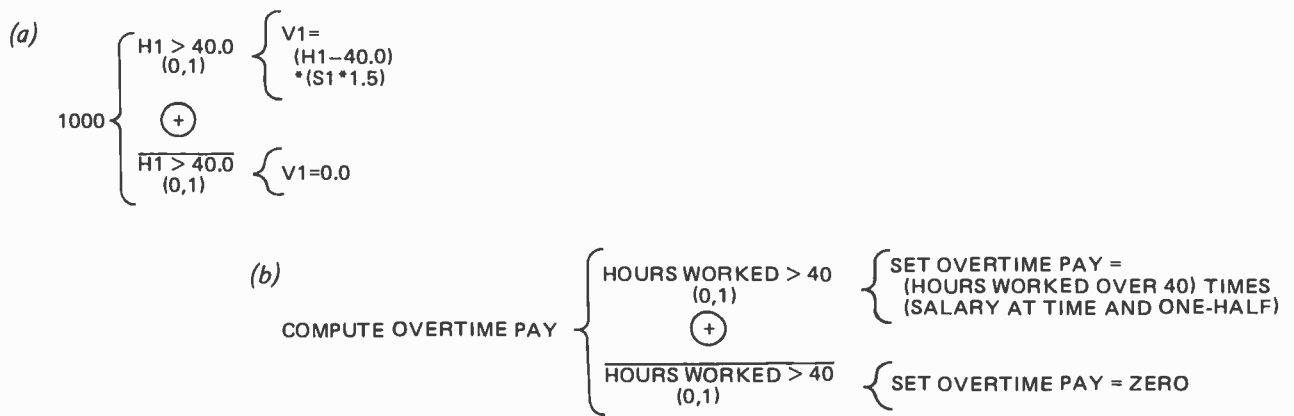 (a)
H1 > 40.0
(0,1)
V1=
(H1–40.0)
*(S1*1.5)
1000
+
H1 > 40.0
(0,1)
V1=0.0
(b)
HOURS WORKED > 40
(0,1)
SET OVERTIME PAY =
(HOURS WORKED OVER 40) TIMES
(SALARY AT TIME AND ONE-HALF)
COMPUTE OVERTIME PAY
+
HOURS WORKED > 40
(0,1)
SET OVERTIME PAY = ZERO